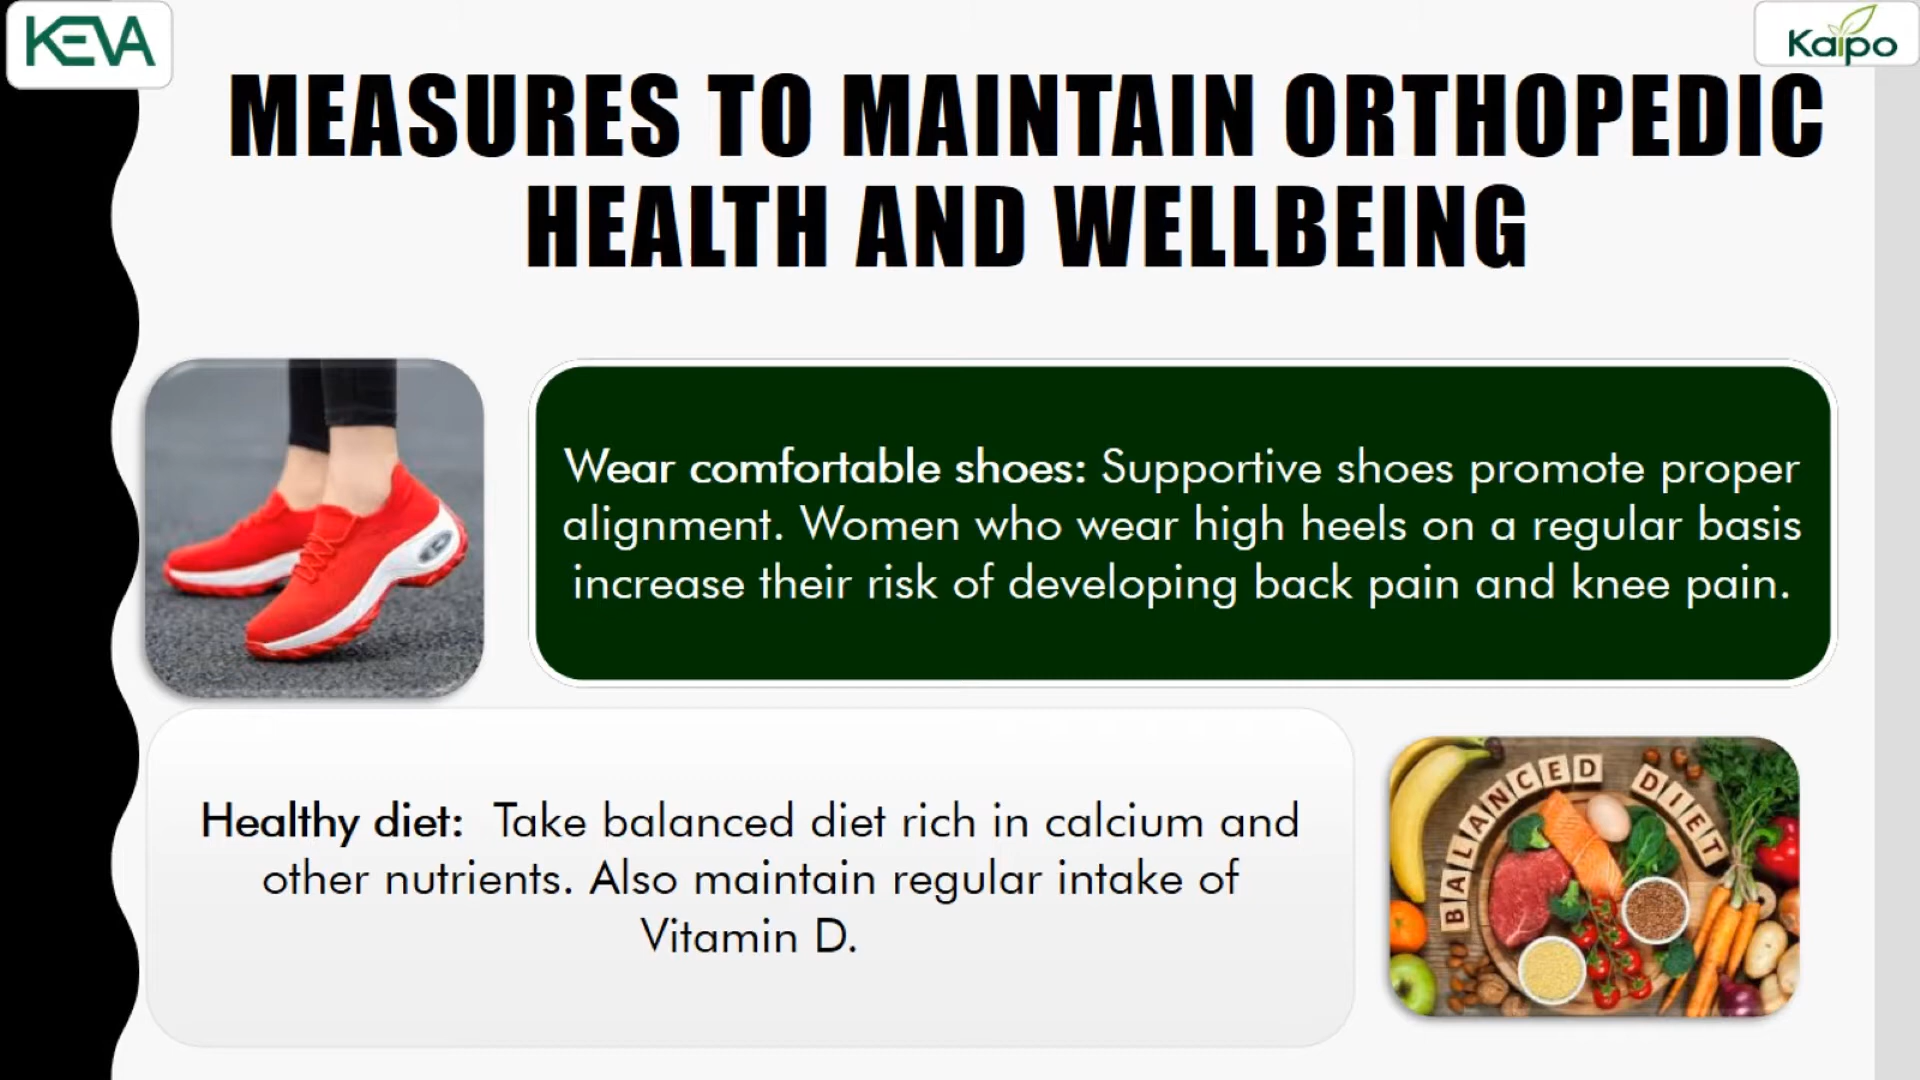 KEVA
Kaipo
MEASURES TO MAINTAIN ORTHOPEDIC
HEALTH AND WELLBEING
Wear comfortable shoes: Supportive shoes promote proper
alignment. Women who wear high heels on a regular basis
increase their risk of developing back pain and knee pain.
Healthy diet: Take balanced diet rich in calcium and
other nutrients. Also maintain regular intake of
Vitamin D.
BALANCED DIET